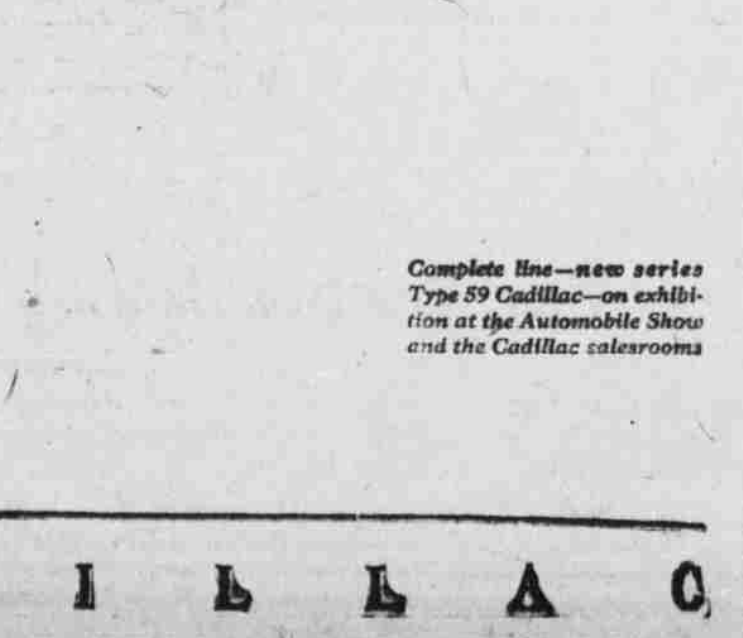 Complete line—new series
Type 59 Cadillac—on exhibi-
tion at the Automobile Show
and the Cadillac salesrooms
I L L A C